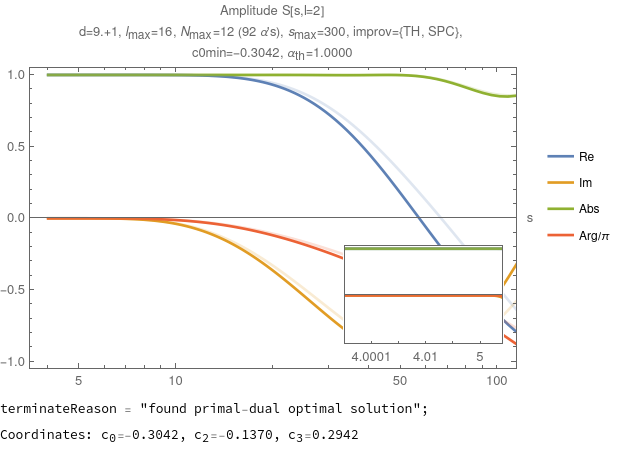 Amplitude S[s,l=2]
d=9.+1, lmax=16, Nmax=12 (92 α's), smax=300, improv={TH, SPC},
c0min=-0.3042, αth=1.0000
1.0
0.5
0.0
-0.5
-1.0
5
10
50
100
s
4.0001
4.01
5
Re
Im
Abs
Arg/π
terminateReason = "found primal-dual optimal solution";
Coordinates: c0=-0.3042, c2=-0.1370, c3=0.2942